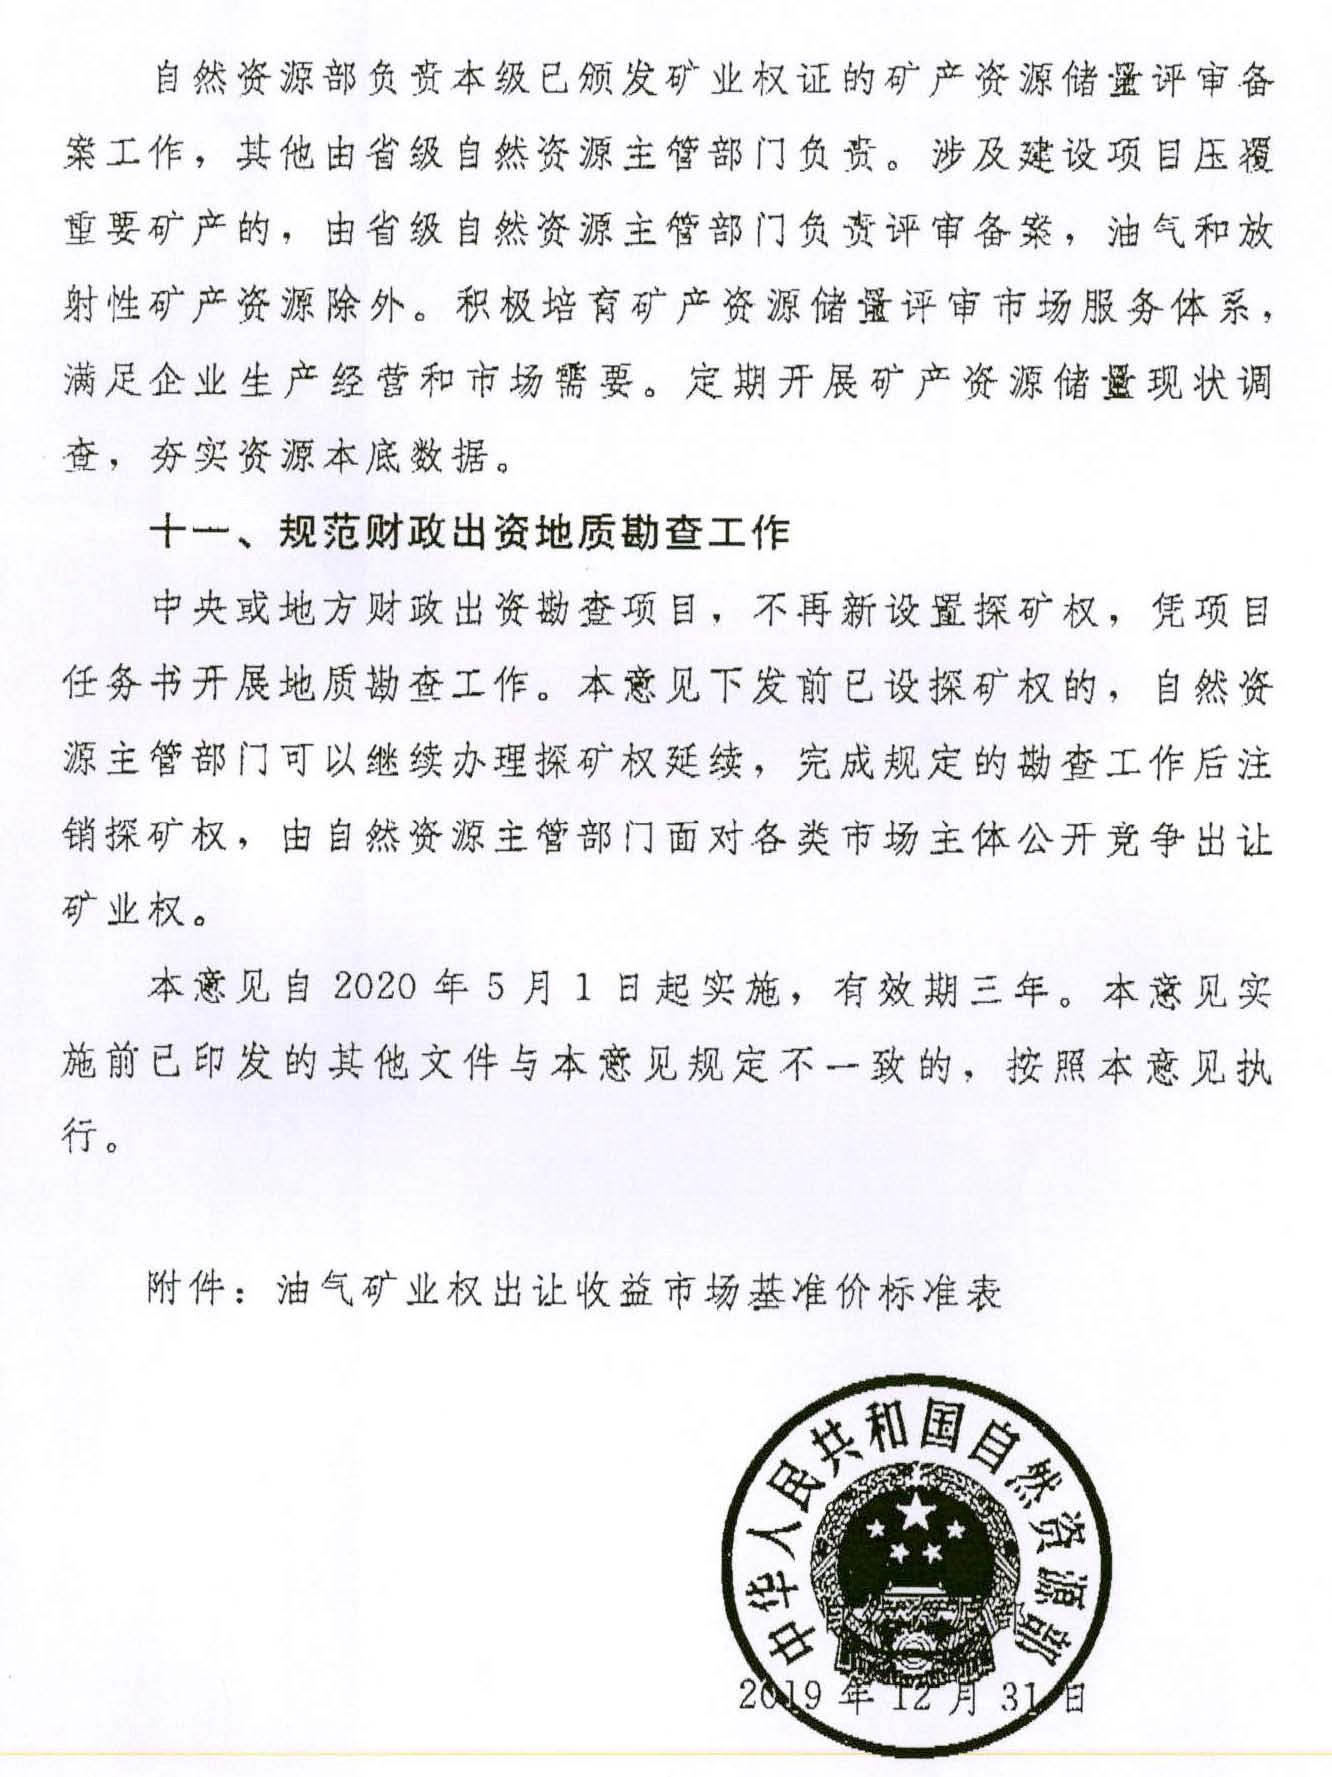 自然资源部负责本级已颁发矿业权证的矿产资源储量评审备
案工作，其他由省级自然资源主管部门负责。涉及建设项目压覆
重要矿产的，由省级自然资源主管部门负责评审备案，油气和放
射性矿产资源除外。积极培育矿产资源储量评审市场服务体系，
满足企业生产经营和市场需要。定期开展矿产资源储量现状调
查，夯实资源本底数据。
十一、规范财政出资地质勘查工作
中央或地方财政出资勘查项目，不再新设置探矿权，凭项目
任务书开展地质勘查工作。本意见下发前已设探矿权的，自然资
源主管部门可以继续办理探矿权延续，完成规定的勘查工作后注
销探矿权，由自然资源主管部门面对各类市场主体公开竞争出让
矿业权。
本意见自 2020 年 5 月 1 日起实施，有效期三年。本意见实
施前已印发的其他文件与本意见规定不一致的，按照本意见执
行。
附件：油气矿业权出让收益市场基准价标准表
中华人民共和国自然资源部
2019 年 12 月 31 日